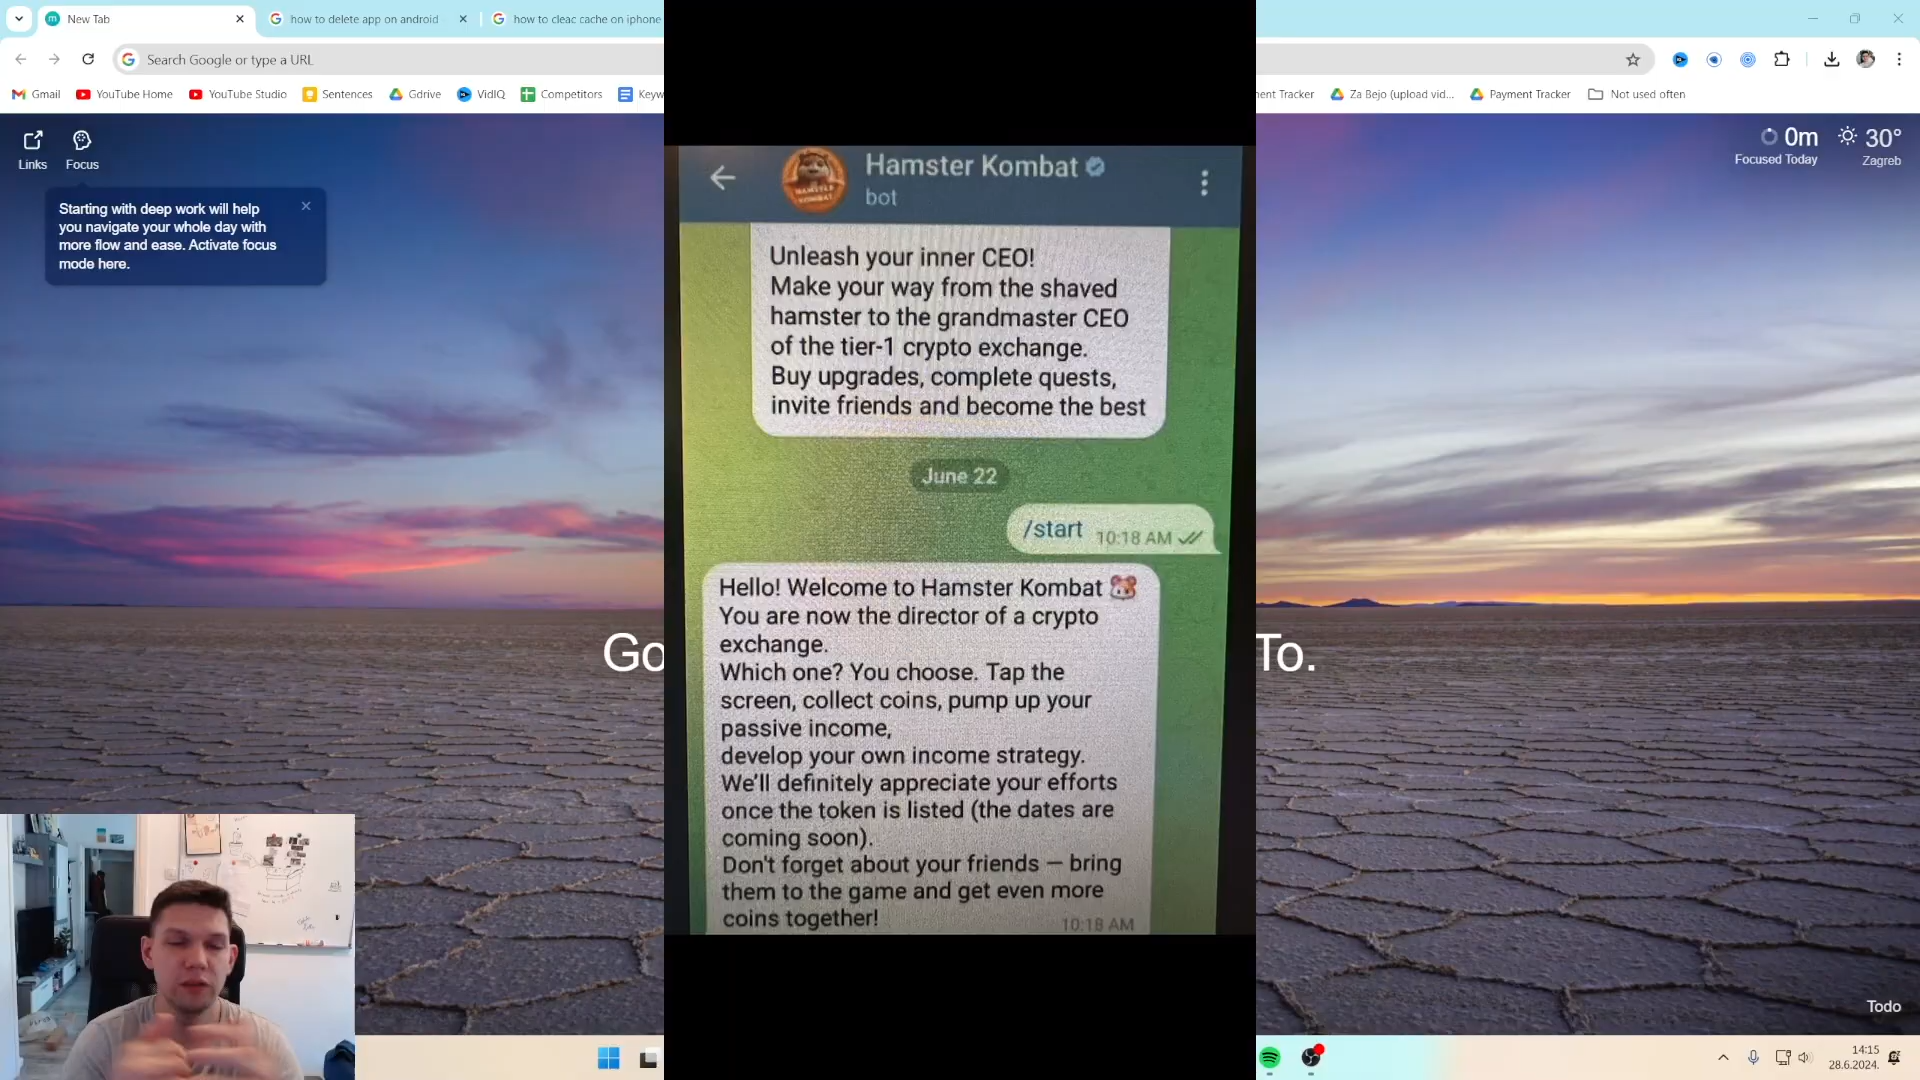 New Tab
how to delete app on android
how to cleac cache on iphone
Search Google or type a URL
Gmail
YouTube Home
YouTube Studio
Sentences
Gdrive
VidIQ
Competitors
Payment Tracker
Not used often
Za Bejo (upload vid...
Tracker
Links
Focus
Starting with deep work will help
you navigate your whole day with
more flow and ease. Activate focus
mode here.
0m
Focused Today
30°
Zagreb
Hamster Kombat
bot
Unleash your inner CEO!
Make your way from the shaved
hamster to the grandmaster CEO
of the tier-1 crypto exchange.
Buy upgrades, complete quests,
invite friends and become the best
June 22
/start 10:18 AM
Hello! Welcome to Hamster Kombat 🐹
You are now the director of a crypto
exchange.
Which one? You choose. Tap the
screen, collect coins, pump up your
passive income,
develop your own income strategy.
We'll definitely appreciate your efforts
once the token is listed (the dates are
coming soon).
Don't forget about your friends — bring
them to the game and get even more
coins together!
10:18 AM
Go
To.
Todo
14:15
28.6.2024.